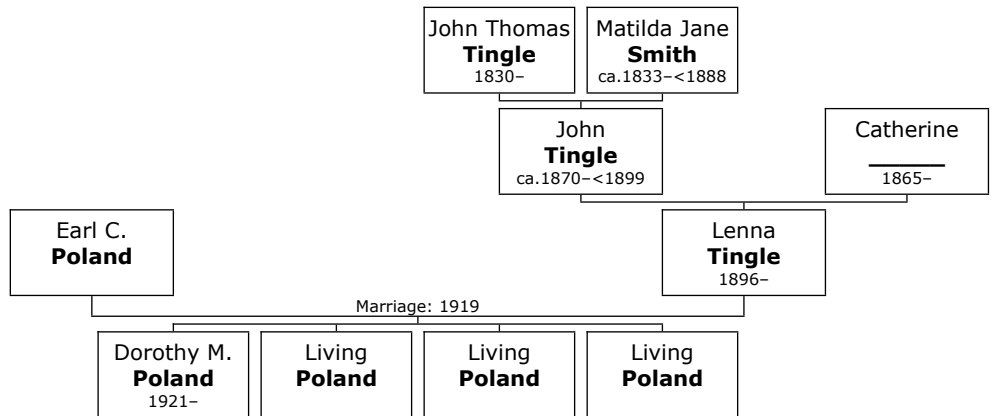 John Thomas
Tingle
1830–
Matilda Jane
Smith
ca.1833–<1888
John
Tingle
ca.1870–<1899
Catherine
______
1865–
Earl C.
Poland
Lenna
Tingle
1896–
Marriage: 1919
Dorothy M.
Poland
1921–
Living
Poland
Living
Poland
Living
Poland